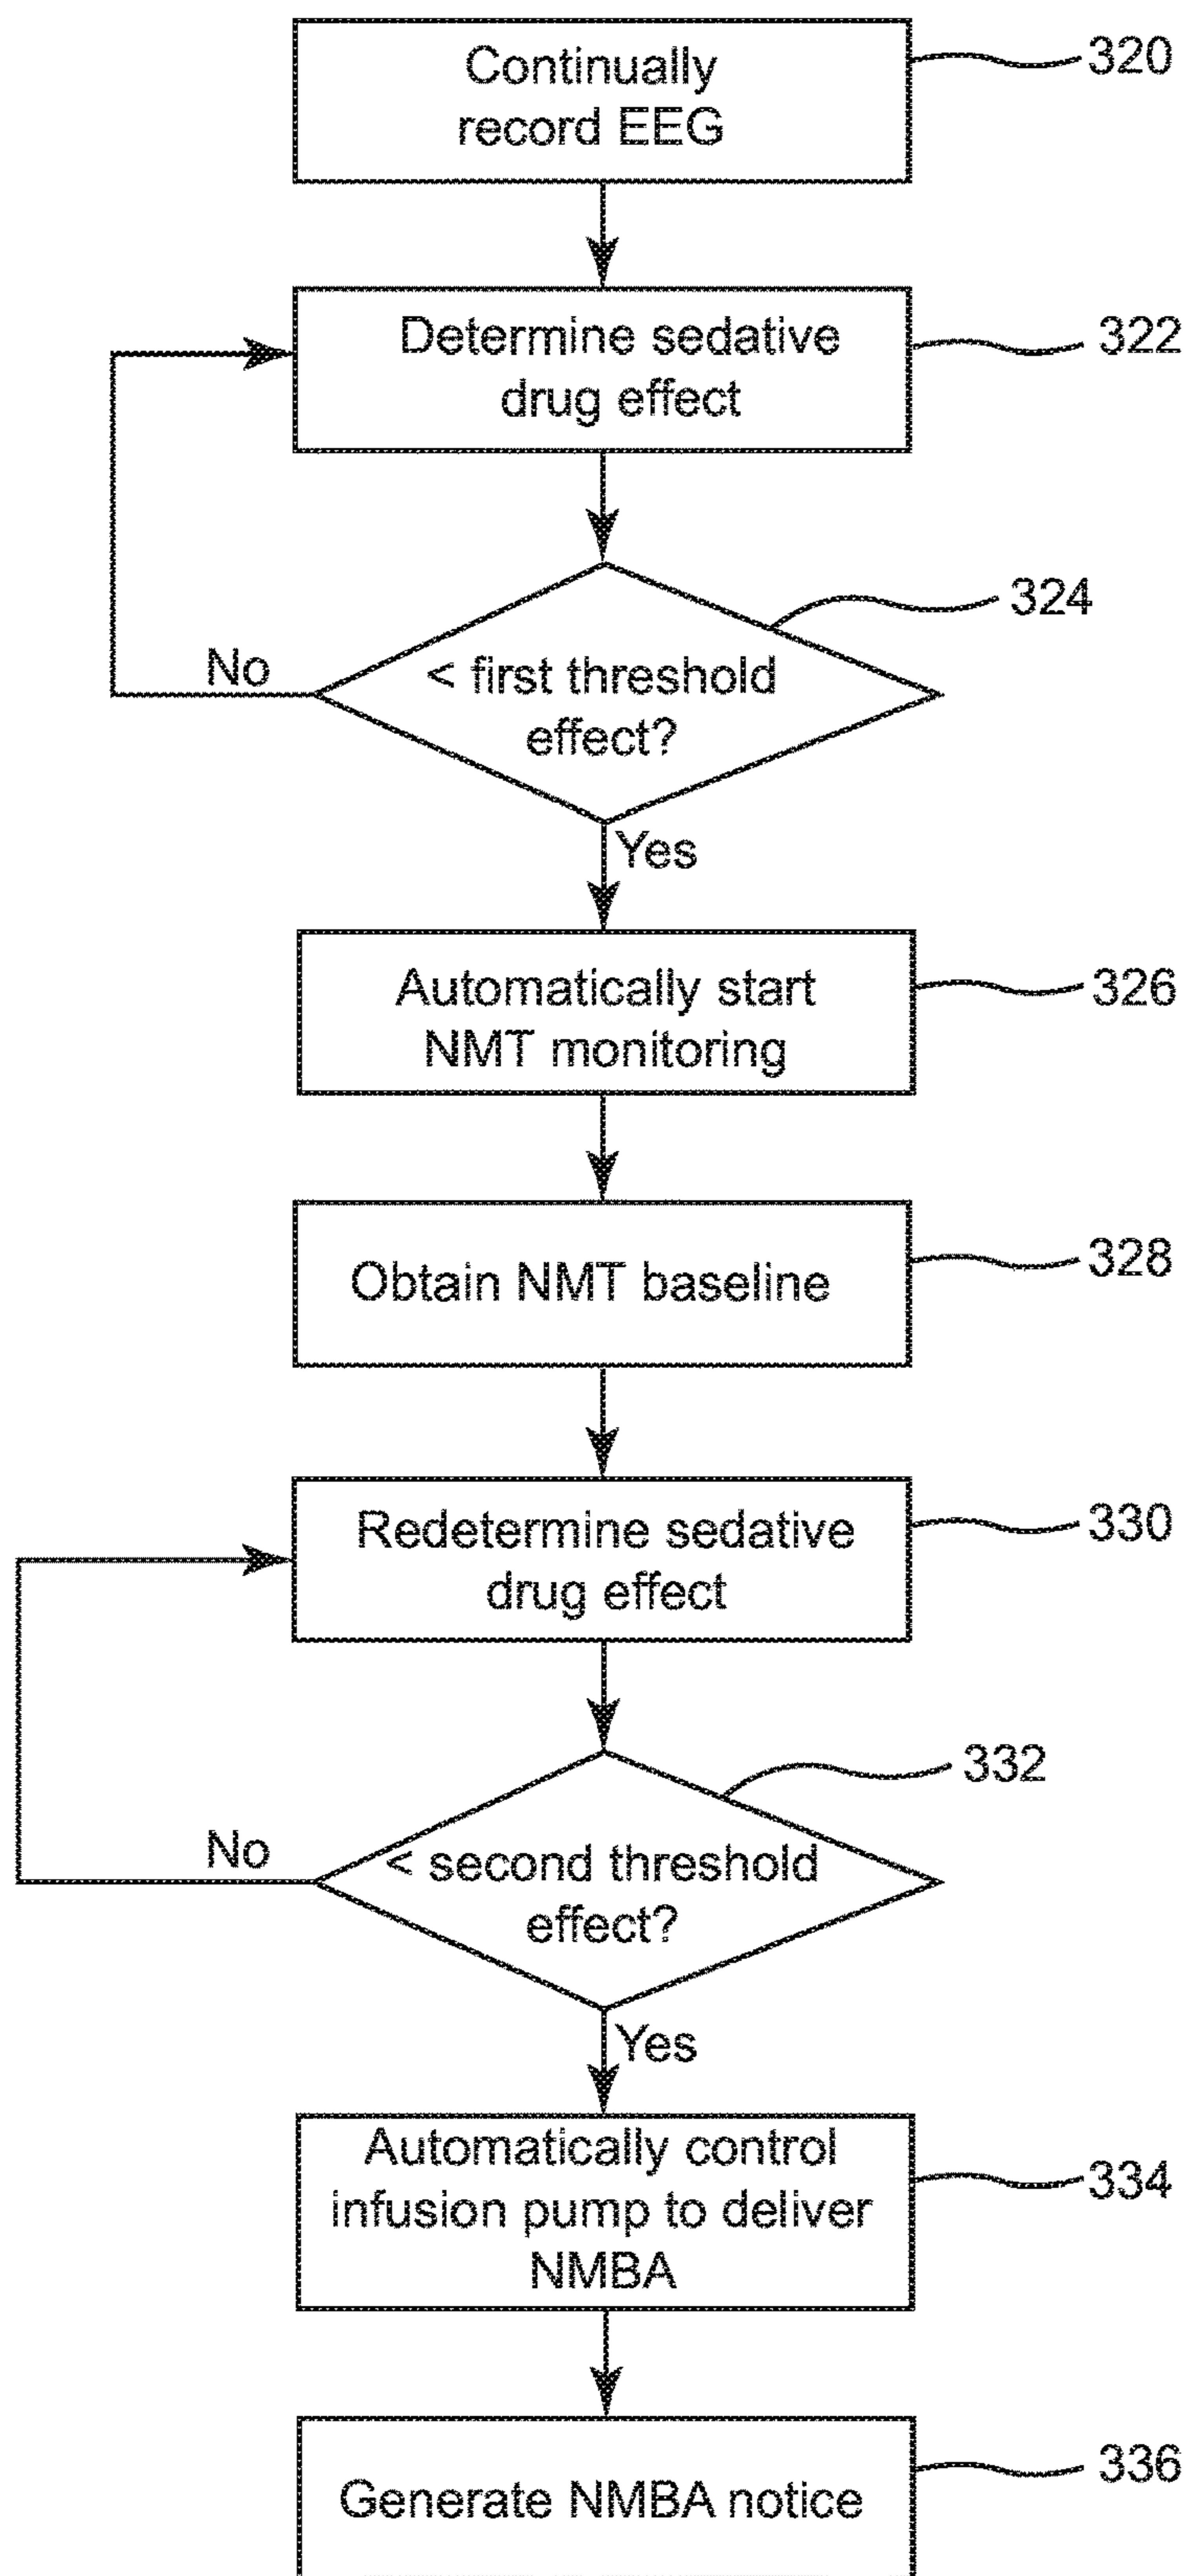 Continually
record EEG
320
Determine sedative
drug effect
322
324
< first threshold
effect?
No
Yes
Automatically start
NMT monitoring
326
Obtain NMT baseline
328
Redetermine sedative
drug effect
330
332
< second threshold
effect?
No
Yes
Automatically control
infusion pump to deliver
NMBA
334
Generate NMBA notice
336